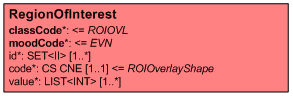 RegionOfInterest
classCode*: <= ROIOVL
moodCode*: <= EVN
id*: SET<II> [1..*]
code*: CS CNE [1..1] <= ROIOverlayShape
value*: LIST<INT> [1..*]